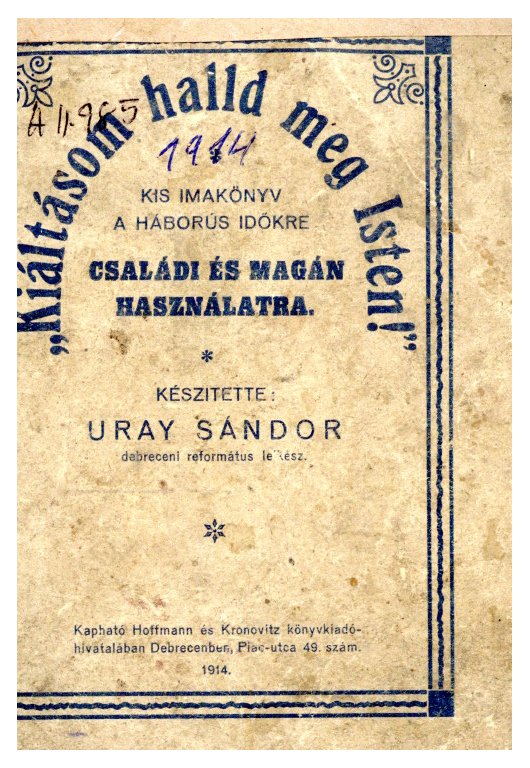 „Kiáltásom halld meg Isten!”
A 11.985
1914
KIS IMAKÖNYV
A HÁBORÚS IDŐKRE
CSALÁDI ÉS MAGÁN
HASZNÁLATRA.
*
KÉSZITETTE:
URAY SÁNDOR
debreceni református lelkész.
Kapható Hoffmann és Kronovitz könyvkiadó-
hivatalában Debrecenben, Piac-utca 49. szám.
1914.